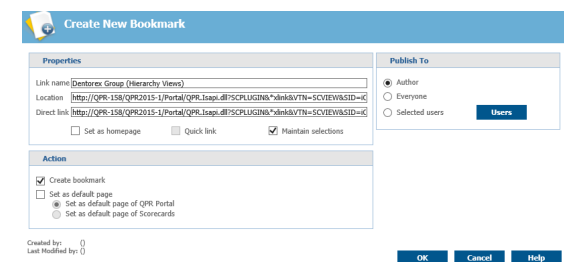 Create New Bookmark
Properties
Link name Dentorex Group (Hierarchy Views)
Location http://QPR-158/QPR2015-1/Portal/QPR.Isapi.dll?SCPLUGIN&*xlink&VTN=SCVIEW&SID=iC
Direct link http://QPR-158/QPR2015-1/Portal/QPR.Isapi.dll?SCPLUGIN&*xlink&VTN=SCVIEW&SID=iC
Set as homepage Quick link Maintain selections
Publish To
Author
Everyone
Selected users Users
Action
Create bookmark
Set as default page
Set as default page of QPR Portal
Set as default page of Scorecards
Created by: ()
Last Modified by: ()
OK Cancel Help